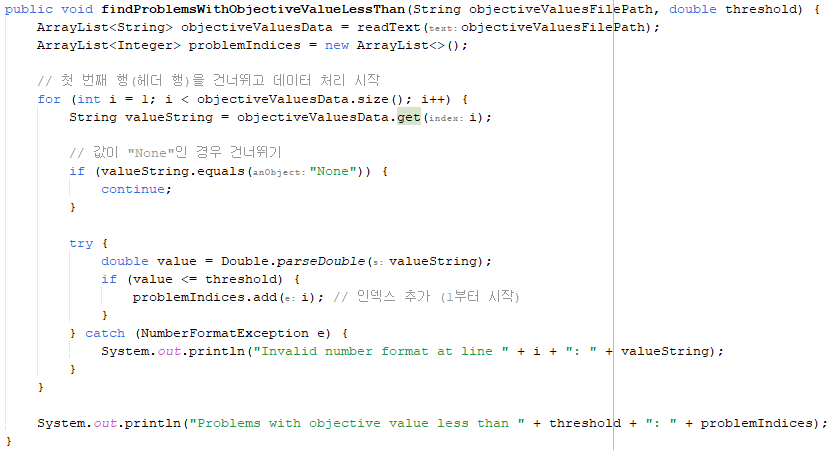 public void findProblemsWithObjectiveValueLessThan(String objectiveValuesFilePath, double threshold) {
    ArrayList<String> objectiveValuesData = readText(text: objectiveValuesFilePath);
    ArrayList<Integer> problemIndices = new ArrayList<>();

    // 첫 번째 행(헤더 행)을 건너뛰고 데이터 처리 시작
    for (int i = 1; i < objectiveValuesData.size(); i++) {
        String valueString = objectiveValuesData.get(index: i);

        // 값이 "None"인 경우 건너뛰기
        if (valueString.equals(anObject: "None")) {
            continue;
        }

        try {
            double value = Double.parseDouble(s: valueString);
            if (value <= threshold) {
                problemIndices.add(e: i); // 인덱스 추가 (1부터 시작)
            }
        } catch (NumberFormatException e) {
            System.out.println("Invalid number format at line " + i + ": " + valueString);
        }
    }

    System.out.println("Problems with objective value less than " + threshold + ": " + problemIndices);
}